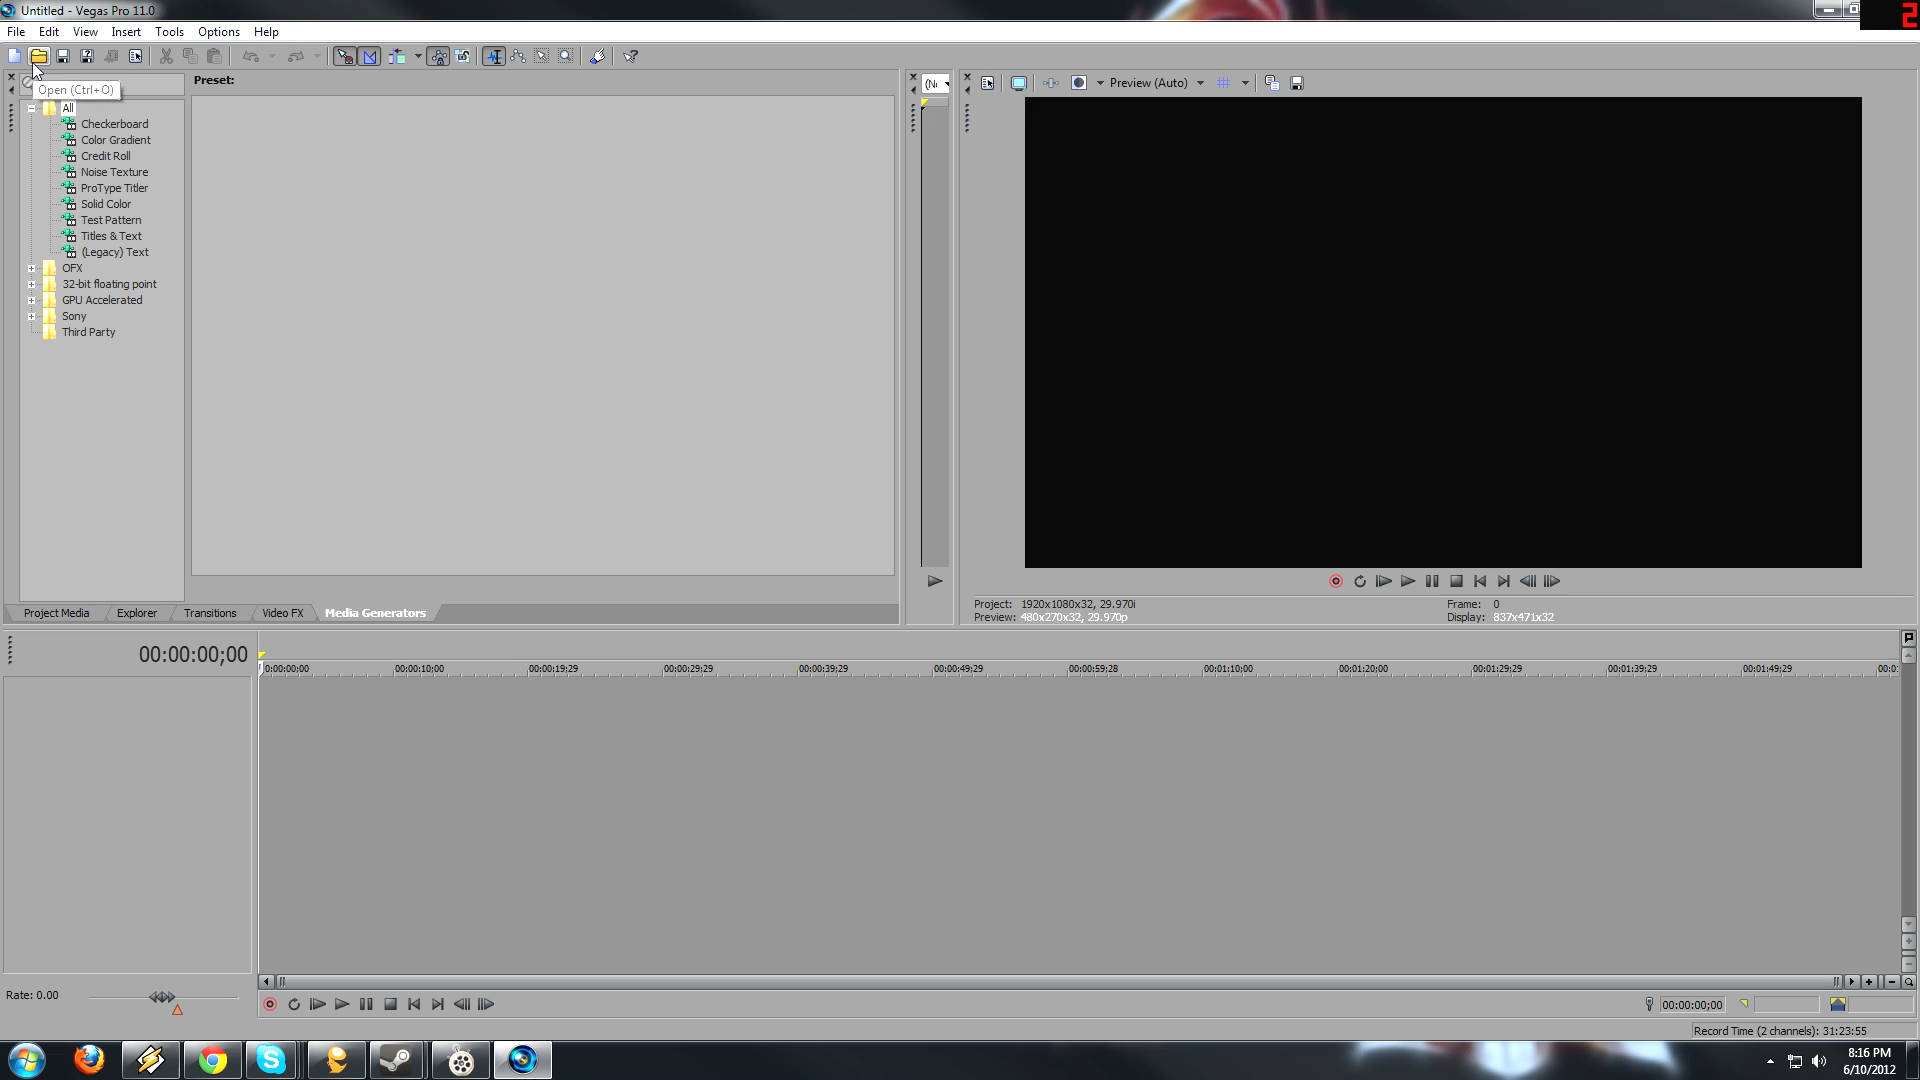 Untitled - Vegas Pro 11.0
2
File Edit View Insert Tools Options Help
Open (Ctrl+O)
Preset:
Preview (Auto)
All
Checkerboard
Color Gradient
Credit Roll
Noise Texture
ProType Titler
Solid Color
Test Pattern
Titles & Text
(Legacy) Text
OFX
32-bit floating point
GPU Accelerated
Sony
Third Party
Project: 1920x1080x32, 29.970i
Frame: 0
Preview: 480x270x32, 29.970p
Display: 837x471x32
Project Media Explorer Transitions Video FX Media Generators
00:00:00;00
0:00:00;00 00:00:10;00 00:00:19;29 00:00:29;29 00:00:39;29 00:00:49;29 00:00:59;28 00:01:10;00 00:01:20;00 00:01:29;29 00:01:39;29 00:01:49;29
Rate: 0.00
00:00:00;00
Record Time (2 channels): 31:23:55
8:16 PM
6/10/2012